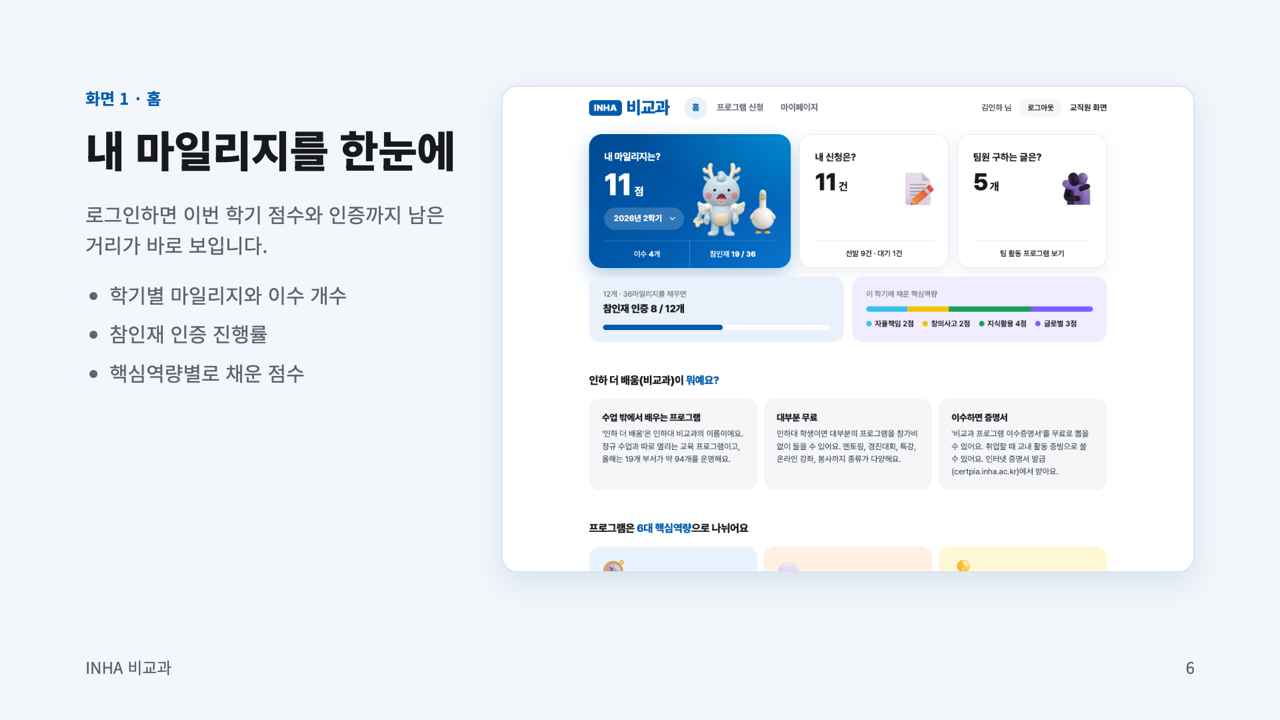 화면 1 · 홈
내 마일리지를 한눈에
로그인하면 이번 학기 점수와 인증까지 남은
거리가 바로 보입니다.
• 학기별 마일리지와 이수 개수
• 참인재 인증 진행률
• 핵심역량별로 채운 점수
INHA 비교과 홈 프로그램 신청 마이페이지 김인하 님 로그아웃 교직원 화면
내 마일리지는?
11 점
2026년 2학기
이수 4개 참인재 19 / 36
내 신청은?
11 건
선발 9건 · 대기 1건
팀원 구하는 글은?
5 개
팀 활동 프로그램 보기
12개 · 36마일리지를 채우면
참인재 인증 8 / 12개
이 학기에 채운 핵심역량
자율책임 2점 창의사고 2점 지식활용 4점 글로벌 3점
인하 더 배움(비교과)이 뭐예요?
수업 밖에서 배우는 프로그램
'인하 더 배움'은 인하대 비교과의 이름이에요.
정규 수업과 따로 열리는 교육 프로그램이고,
올해는 19개 부서가 약 94개를 운영해요.
대부분 무료
인하대 학생이면 대부분의 프로그램을 참가비
없이 들을 수 있어요. 멘토링, 경진대회, 특강,
온라인 강좌, 봉사까지 종류가 다양해요.
이수하면 증명서
'비교과 프로그램 이수증명서'를 무료로 뽑을
수 있어요. 취업할 때 교내 활동 증빙으로 쓸
수 있어요. 인터넷 증명서 발급
(certpia.inha.ac.kr)에서 받아요.
프로그램은 6대 핵심역량으로 나뉘어요
INHA 비교과
6